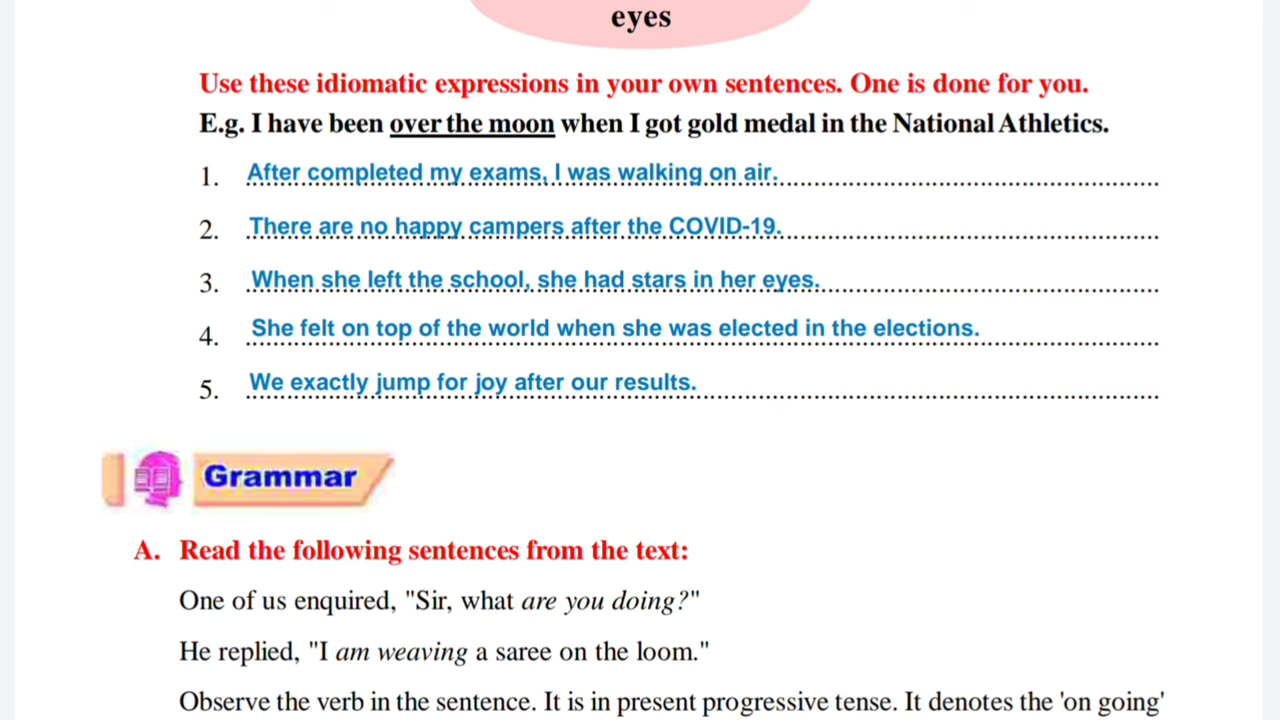 eyes
Use these idiomatic expressions in your own sentences. One is done for you.
E.g. I have been over the moon when I got gold medal in the National Athletics.
1. After completed my exams, I was walking on air.
2. There are no happy campers after the COVID-19.
3. When she left the school, she had stars in her eyes.
4. She felt on top of the world when she was elected in the elections.
5. We exactly jump for joy after our results.
Grammar
A. Read the following sentences from the text:
One of us enquired, "Sir, what are you doing?"
He replied, "I am weaving a saree on the loom."
Observe the verb in the sentence. It is in present progressive tense. It denotes the 'on going'